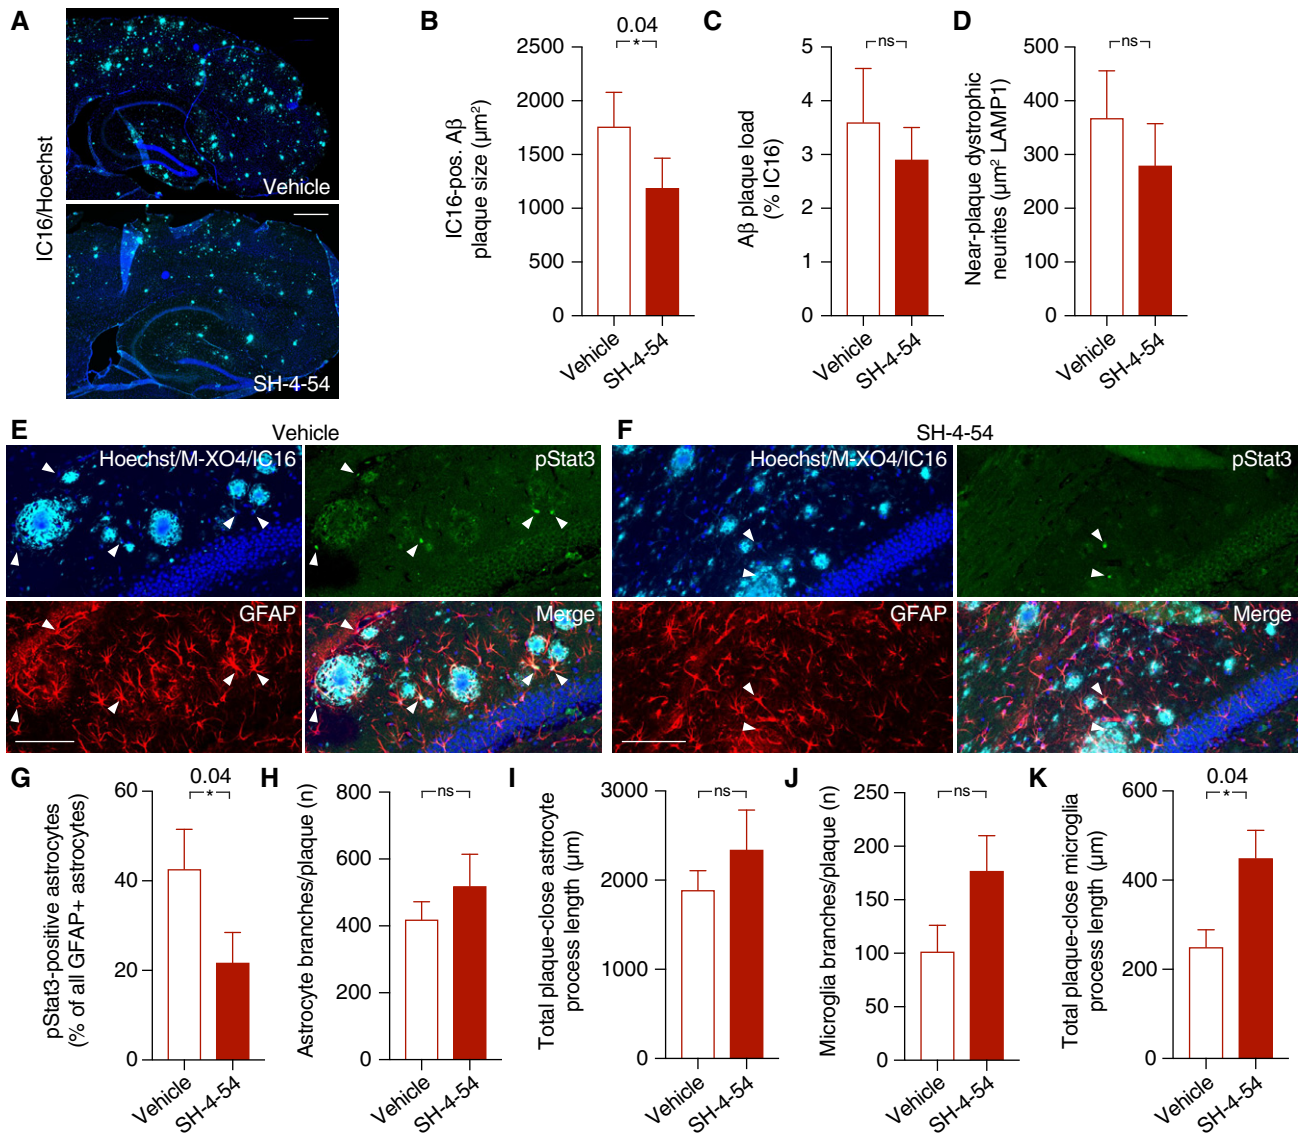 A
IC16/Hoechst
Vehicle
SH-4-54
B
0.04
*
IC16-pos. Aβ
plaque size (µm²)
2500
2000
1500
1000
500
0
Vehicle
SH-4-54
C
ns
Aβ plaque load
(% IC16)
5
4
3
2
1
0
Vehicle
SH-4-54
D
ns
Near-plaque dystrophic
neurites (µm² LAMP1)
500
400
300
200
100
0
Vehicle
SH-4-54
E
Vehicle
Hoechst/M-XO4/IC16
pStat3
GFAP
Merge
F
SH-4-54
Hoechst/M-XO4/IC16
pStat3
GFAP
Merge
G
0.04
*
pStat3-positive astrocytes
(% of all GFAP+ astrocytes)
60
40
20
0
Vehicle
SH-4-54
H
ns
Astrocyte branches/plaque (n)
800
600
400
200
0
Vehicle
SH-4-54
I
ns
Total plaque-close astrocyte
process length (µm)
3000
2000
1000
0
Vehicle
SH-4-54
J
ns
Microglia branches/plaque (n)
250
200
150
100
50
0
Vehicle
SH-4-54
K
0.04
*
Total plaque-close microglia
process length (µm)
600
400
200
0
Vehicle
SH-4-54